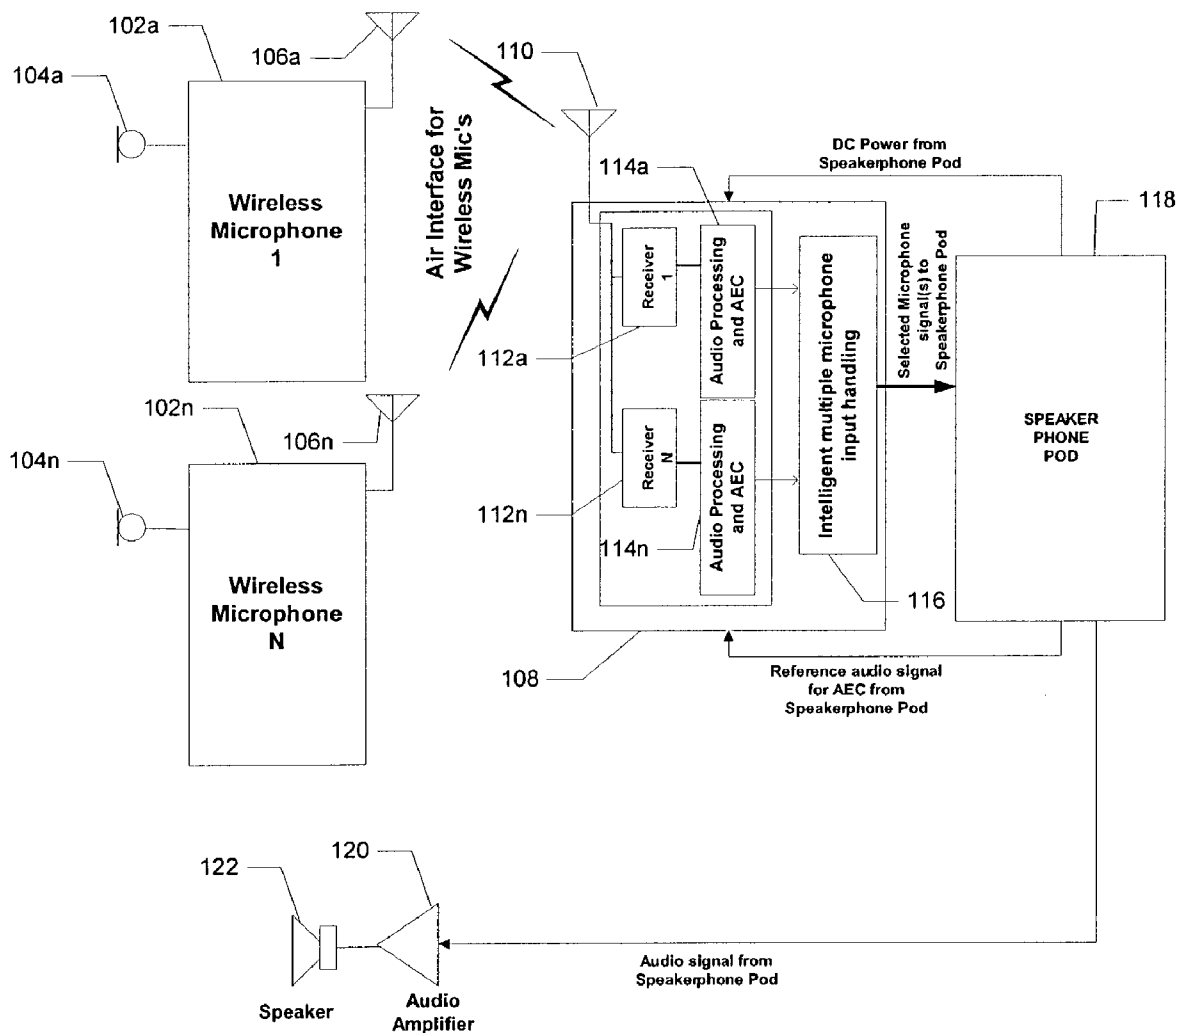 102a
106a
104a
110
Air Interface for
Wireless Mic's
Wireless
Microphone
1
DC Power from
Speakerphone Pod
114a
118
Receiver
1
Audio Processing
and AEC
112a
Intelligent multiple microphone
input handling
Selected Microphone
signal(s) to
Speakerphone Pod
SPEAKER
PHONE
POD
102n
106n
104n
Receiver
N
Audio Processing
and AEC
112n
114n
Wireless
Microphone
N
116
108
Reference audio signal
for AEC from
Speakerphone Pod
122
120
Audio signal from
Speakerphone Pod
Speaker
Audio
Amplifier